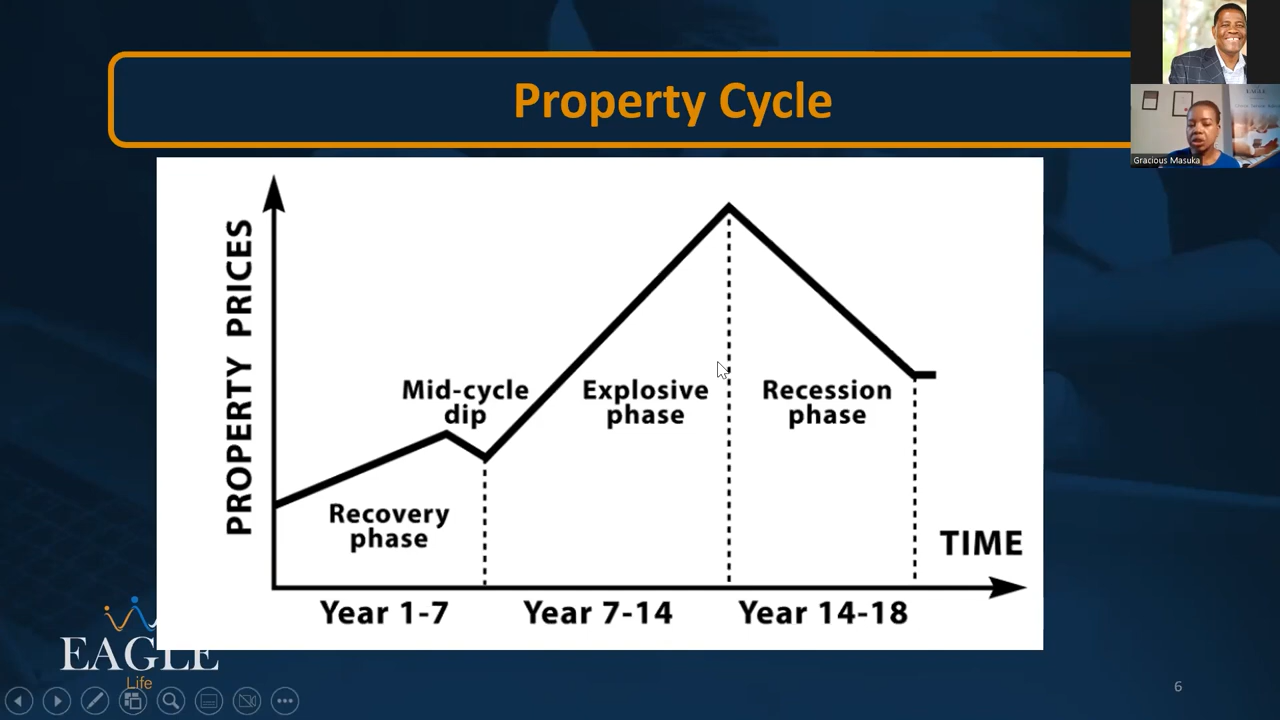 Property Cycle
EAGLE
Gracious Masuka
PROPERTY PRICES
Mid-cycle
dip
Explosive
phase
Recession
phase
Recovery
phase
TIME
Year 1-7
Year 7-14
Year 14-18
EAGLE
Life
6